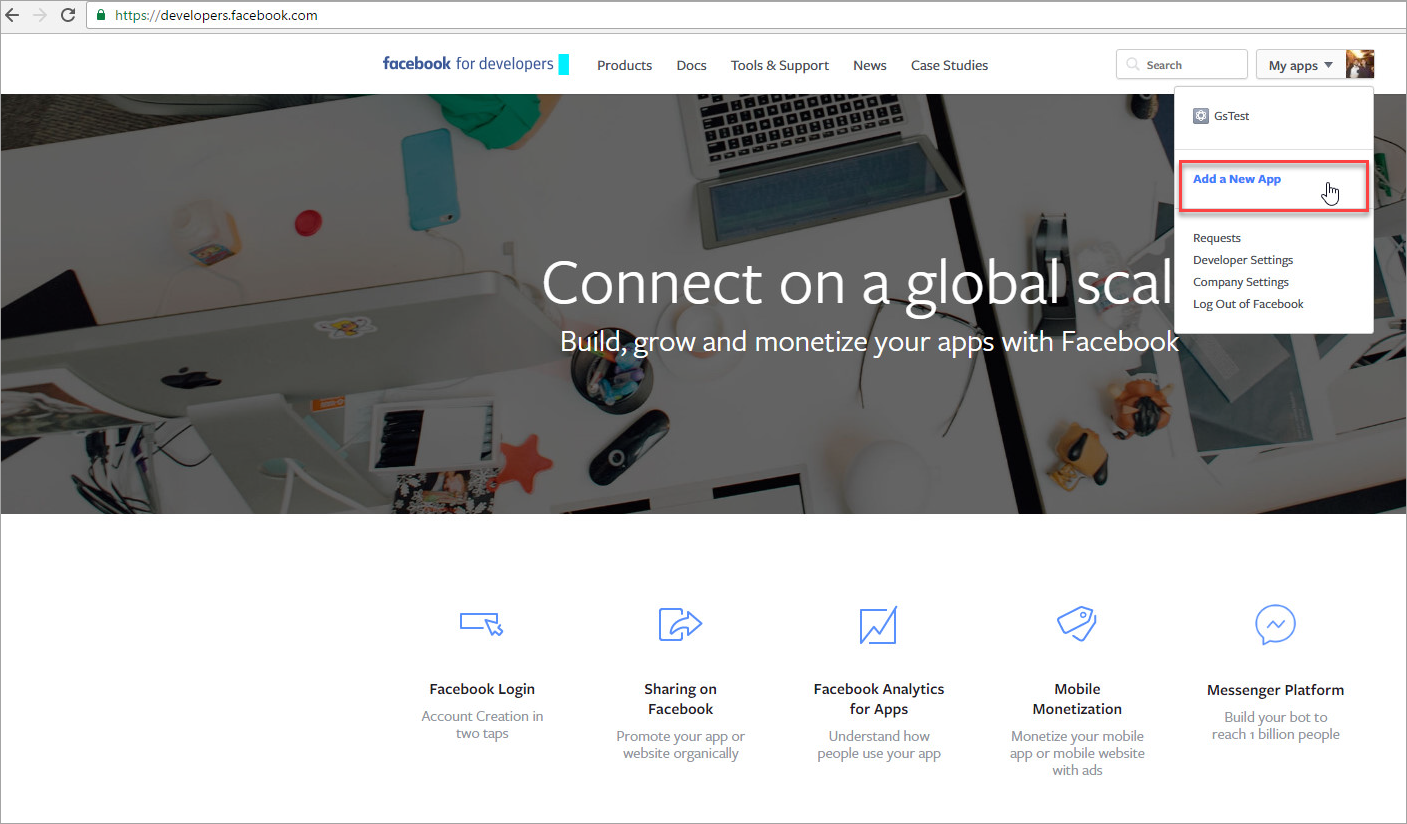 https://developers.facebook.com
facebook for developers
Products
Docs
Tools & Support
News
Case Studies
Search
My apps
GsTest
Add a New App
Requests
Developer Settings
Company Settings
Log Out of Facebook
Connect on a global scal
Build, grow and monetize your apps with Facebook
Facebook Login
Account Creation in
two taps
Sharing on
Facebook
Promote your app or
website organically
Facebook Analytics
for Apps
Understand how
people use your app
Mobile
Monetization
Monetize your mobile
app or mobile website
with ads
Messenger Platform
Build your bot to
reach 1 billion people